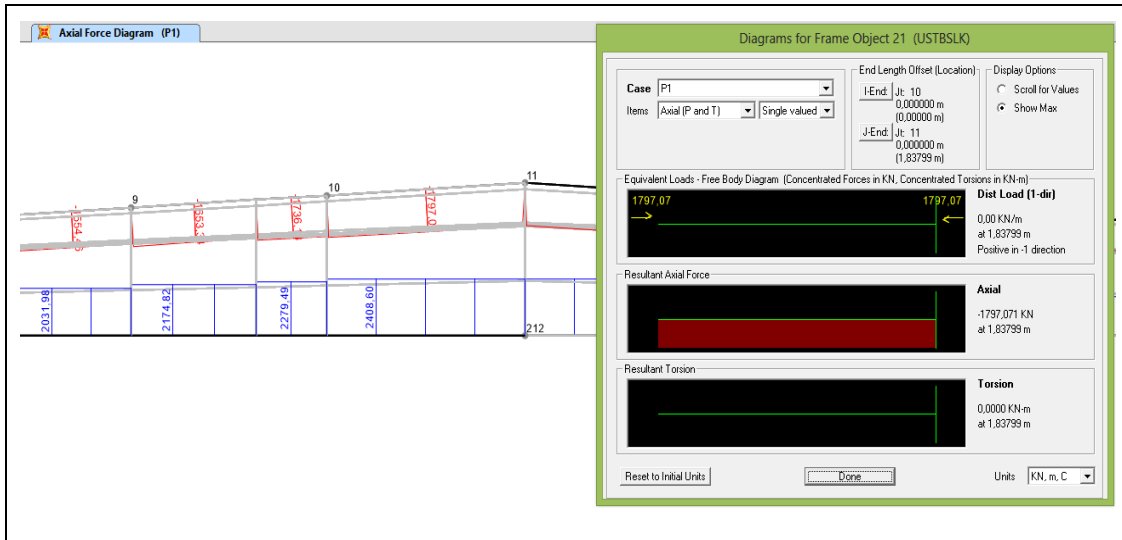 Axial Force Diagram (P1)
9
10
11
-1653.3
-1736.
-1797.0
2031,98
2174,82
2279,49
2408,60
212
Diagrams for Frame Object 21 (USTBSLK)
Case P1
Items Axial (P and T) Single valued
End Length Offset (Location)
I-End: Jt: 10
0,000000 m
(0,00000 m)
J-End: Jt: 11
0,000000 m
(1,83799 m)
Display Options
Scroll for Values
Show Max
Equivalent Loads - Free Body Diagram (Concentrated Forces in KN, Concentrated Torsions in KN-m)
1797,07
1797,07
Dist Load (1-dir)
0,00 KN/m
at 1,83799 m
Positive in -1 direction
Resultant Axial Force
Axial
-1797,071 KN
at 1,83799 m
Resultant Torsion
Torsion
0,0000 KN-m
at 1,83799 m
Reset to Initial Units
Done
Units KN, m, C